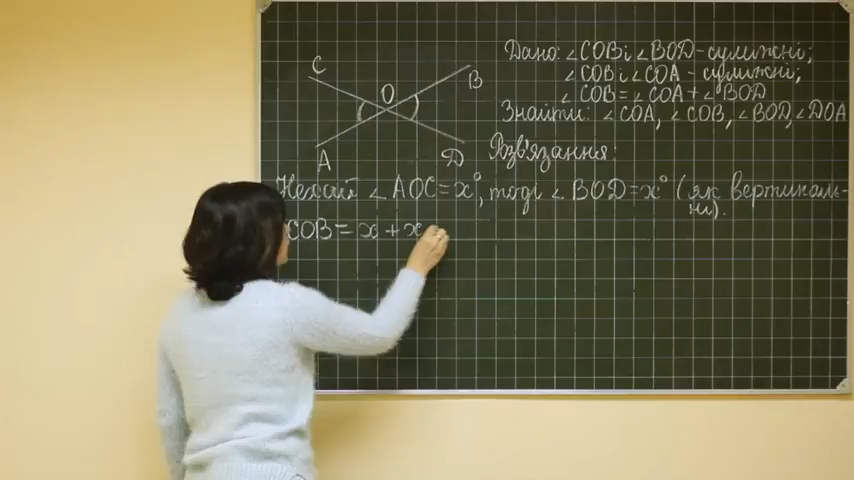 C
O
B
A
D
Дано: ∠COB і ∠BOD - суміжні;
∠COB і ∠COA - суміжні;
∠COB = ∠COA + ∠BOD
Знайти: ∠COA, ∠COB, ∠BOD, ∠DOA
Розв'язання:
Нехай ∠AOC = x°, тоді ∠BOD = x° (як вертикаль-
ні).
COB = x + x